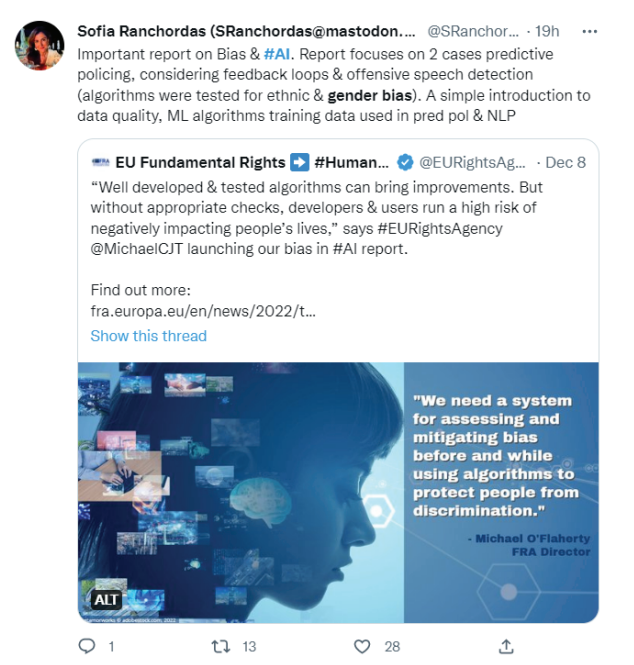 Sofia Ranchordas (SRanchordas@mastodon.... @SRanchor... · 19h ...
Important report on Bias & #AI. Report focuses on 2 cases predictive
policing, considering feedback loops & offensive speech detection
(algorithms were tested for ethnic & gender bias). A simple introduction to
data quality, ML algorithms training data used in pred pol & NLP
EU Fundamental Rights ➡ #Human... @EURightsAg... · Dec 8
“Well developed & tested algorithms can bring improvements. But
without appropriate checks, developers & users run a high risk of
negatively impacting people’s lives,” says #EURightsAgency
@MichaelCJT launching our bias in #AI report.
Find out more:
fra.europa.eu/en/news/2022/t...
Show this thread
"We need a system
for assessing and
mitigating bias
before and while
using algorithms to
protect people from
discrimination."
- Michael O'Flaherty
FRA Director
ALT
1 13 28